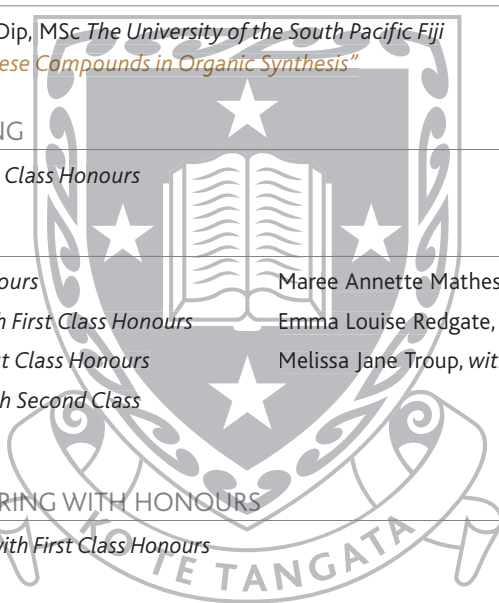 Dip, MSc The University of the South Pacific Fiji
ese Compounds in Organic Synthesis”
NG
Class Honours
ours Maree Annette Mathes
h First Class Honours Emma Louise Redgate,
st Class Honours Melissa Jane Troup, wit
h Second Class
RING WITH HONOURS
with First Class Honours
KO TE TANGATA